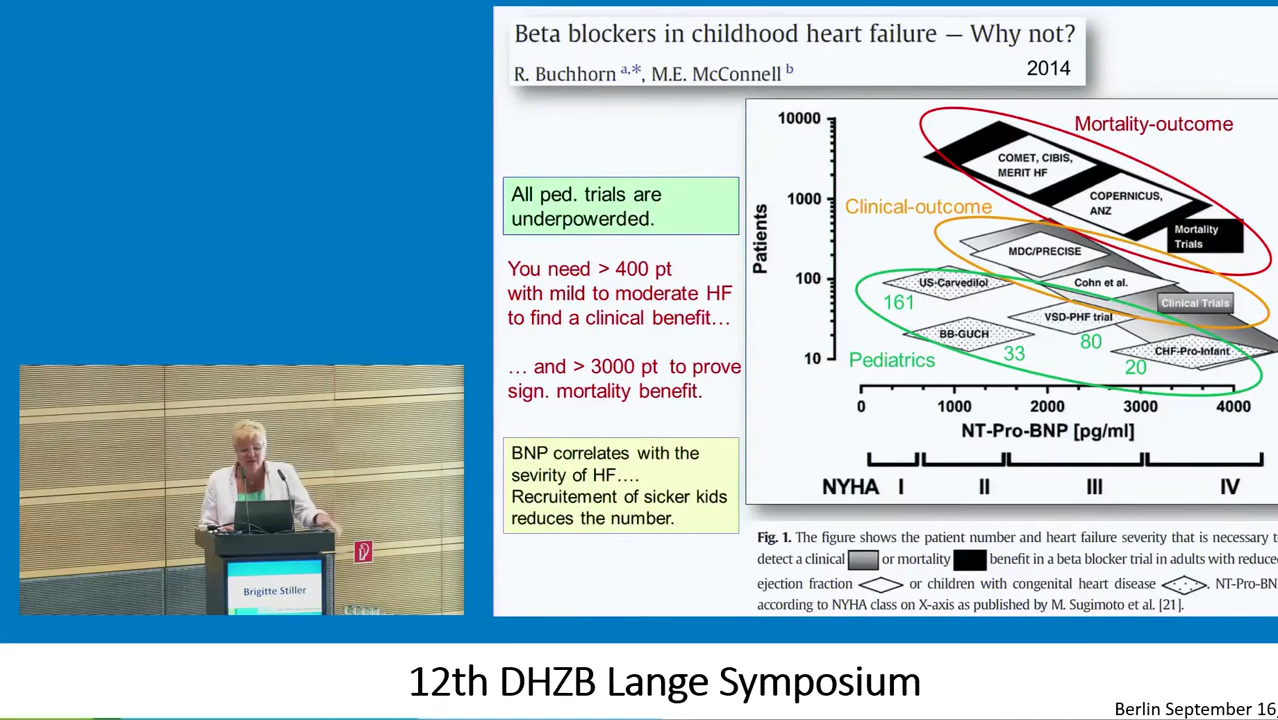 Beta blockers in childhood heart failure — Why not?
R. Buchhorn a,*, M.E. McConnell b
2014
All ped. trials are
underpowerded.
You need > 400 pt
with mild to moderate HF
to find a clinical benefit…
… and > 3000 pt to prove
sign. mortality benefit.
BNP correlates with the
sevirity of HF….
Recruitment of sicker kids
reduces the number.
Mortality-outcome
Clinical-outcome
Pediatrics
Patients
10000
1000
100
10
COMET, CIBIS,
MERIT HF
COPERNICUS,
ANZ
Mortality
Trials
MDC/PRECISE
US-Carvedilol
Cohn et al.
Clinical Trials
161
VSD-PHF trial
BB-GUCH
80
33
CHF-Pro-Infant
20
0 1000 2000 3000 4000
NT-Pro-BNP [pg/ml]
NYHA I II III IV
Fig. 1. The figure shows the patient number and heart failure severity that is necessary t
detect a clinical or mortality benefit in a beta blocker trial in adults with reduced
ejection fraction or children with congenital heart disease NT-Pro-BN
according to NYHA class on X-axis as published by M. Sugimoto et al. [21].
Brigitte Stiller
12th DHZB Lange Symposium
Berlin September 16,